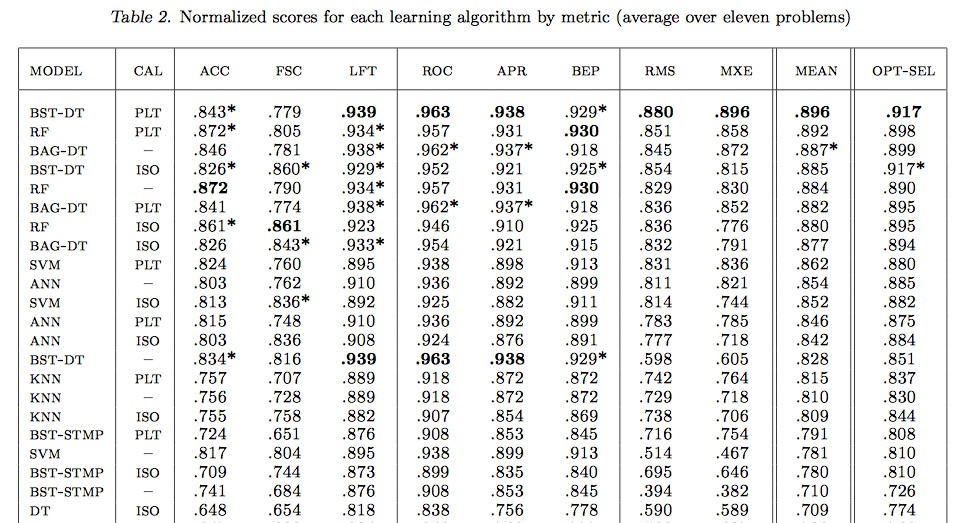 Table 2. Normalized scores for each learning algorithm by metric (average over eleven problems)
MODEL CAL ACC FSC LFT ROC APR BEP RMS MXE MEAN OPT-SEL
BST-DT PLT .843* .779 .939 .963 .938 .929* .880 .896 .896 .917
RF PLT .872* .805 .934* .957 .931 .930 .851 .858 .892 .898
BAG-DT – .846 .781 .938* .962* .937* .918 .845 .872 .887* .899
BST-DT ISO .826* .860* .929* .952 .921 .925* .854 .815 .885 .917*
RF – .872 .790 .934* .957 .931 .930 .829 .830 .884 .890
BAG-DT PLT .841 .774 .938* .962* .937* .918 .836 .852 .882 .895
RF ISO .861* .861 .923 .946 .910 .925 .836 .776 .880 .895
BAG-DT ISO .826 .843* .933* .954 .921 .915 .832 .791 .877 .894
SVM PLT .824 .760 .895 .938 .898 .913 .831 .836 .862 .880
ANN – .803 .762 .910 .936 .892 .899 .811 .821 .854 .885
SVM ISO .813 .836* .892 .925 .882 .911 .814 .744 .852 .882
ANN PLT .815 .748 .910 .936 .892 .899 .783 .785 .846 .875
ANN ISO .803 .836 .908 .924 .876 .891 .777 .718 .842 .884
BST-DT – .834* .816 .939 .963 .938 .929* .598 .605 .828 .851
KNN PLT .757 .707 .889 .918 .872 .872 .742 .764 .815 .837
KNN – .756 .728 .889 .918 .872 .872 .729 .718 .810 .830
KNN ISO .755 .758 .882 .907 .854 .869 .738 .706 .809 .844
BST-STMP PLT .724 .651 .876 .908 .853 .845 .716 .754 .791 .808
SVM – .817 .804 .895 .938 .899 .913 .514 .467 .781 .810
BST-STMP ISO .709 .744 .873 .899 .835 .840 .695 .646 .780 .810
BST-STMP – .741 .684 .876 .908 .853 .845 .394 .382 .710 .726
DT ISO .648 .654 .818 .838 .756 .778 .590 .589 .709 .774